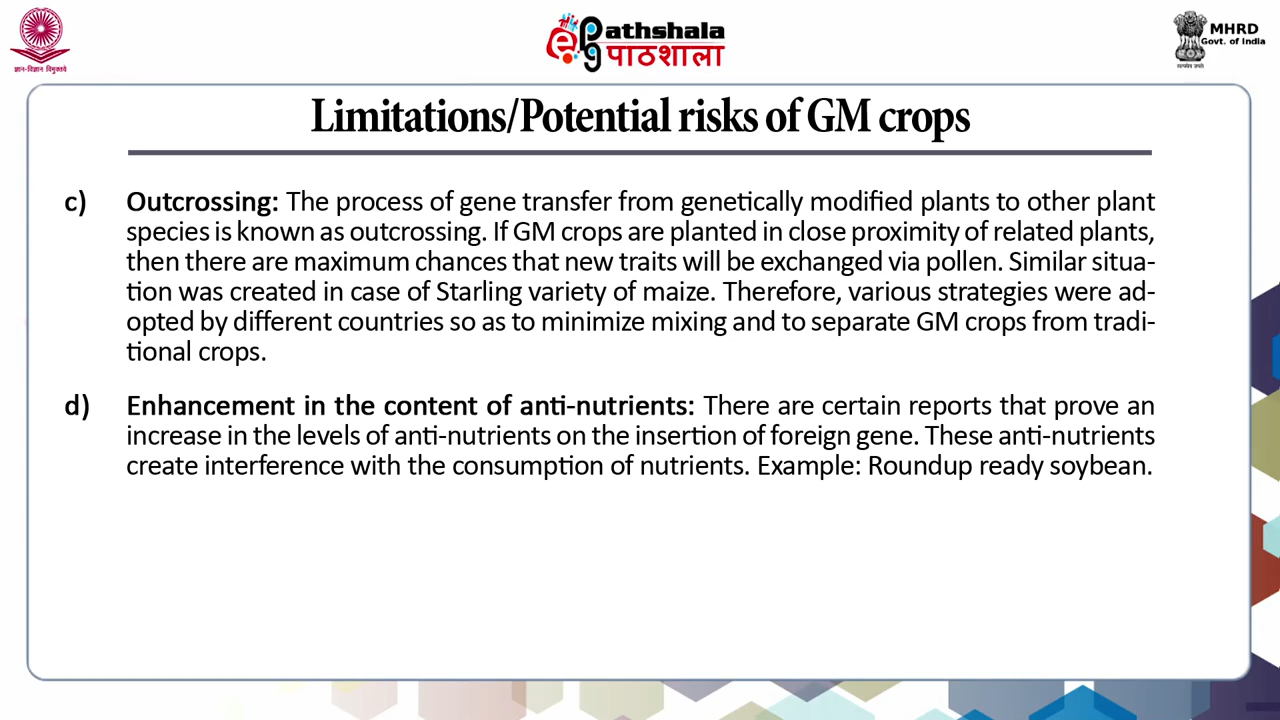 ज्ञान-विज्ञान विमुक्तये
ePG Pathshala
पाठशाला
MHRD
Govt. of India
सत्यमेव जयते
Limitations/Potential risks of GM crops
c) Outcrossing: The process of gene transfer from genetically modified plants to other plant
species is known as outcrossing. If GM crops are planted in close proximity of related plants,
then there are maximum chances that new traits will be exchanged via pollen. Similar situa-
tion was created in case of Starling variety of maize. Therefore, various strategies were ad-
opted by different countries so as to minimize mixing and to separate GM crops from tradi-
tional crops.
d) Enhancement in the content of anti-nutrients: There are certain reports that prove an
increase in the levels of anti-nutrients on the insertion of foreign gene. These anti-nutrients
create interference with the consumption of nutrients. Example: Roundup ready soybean.